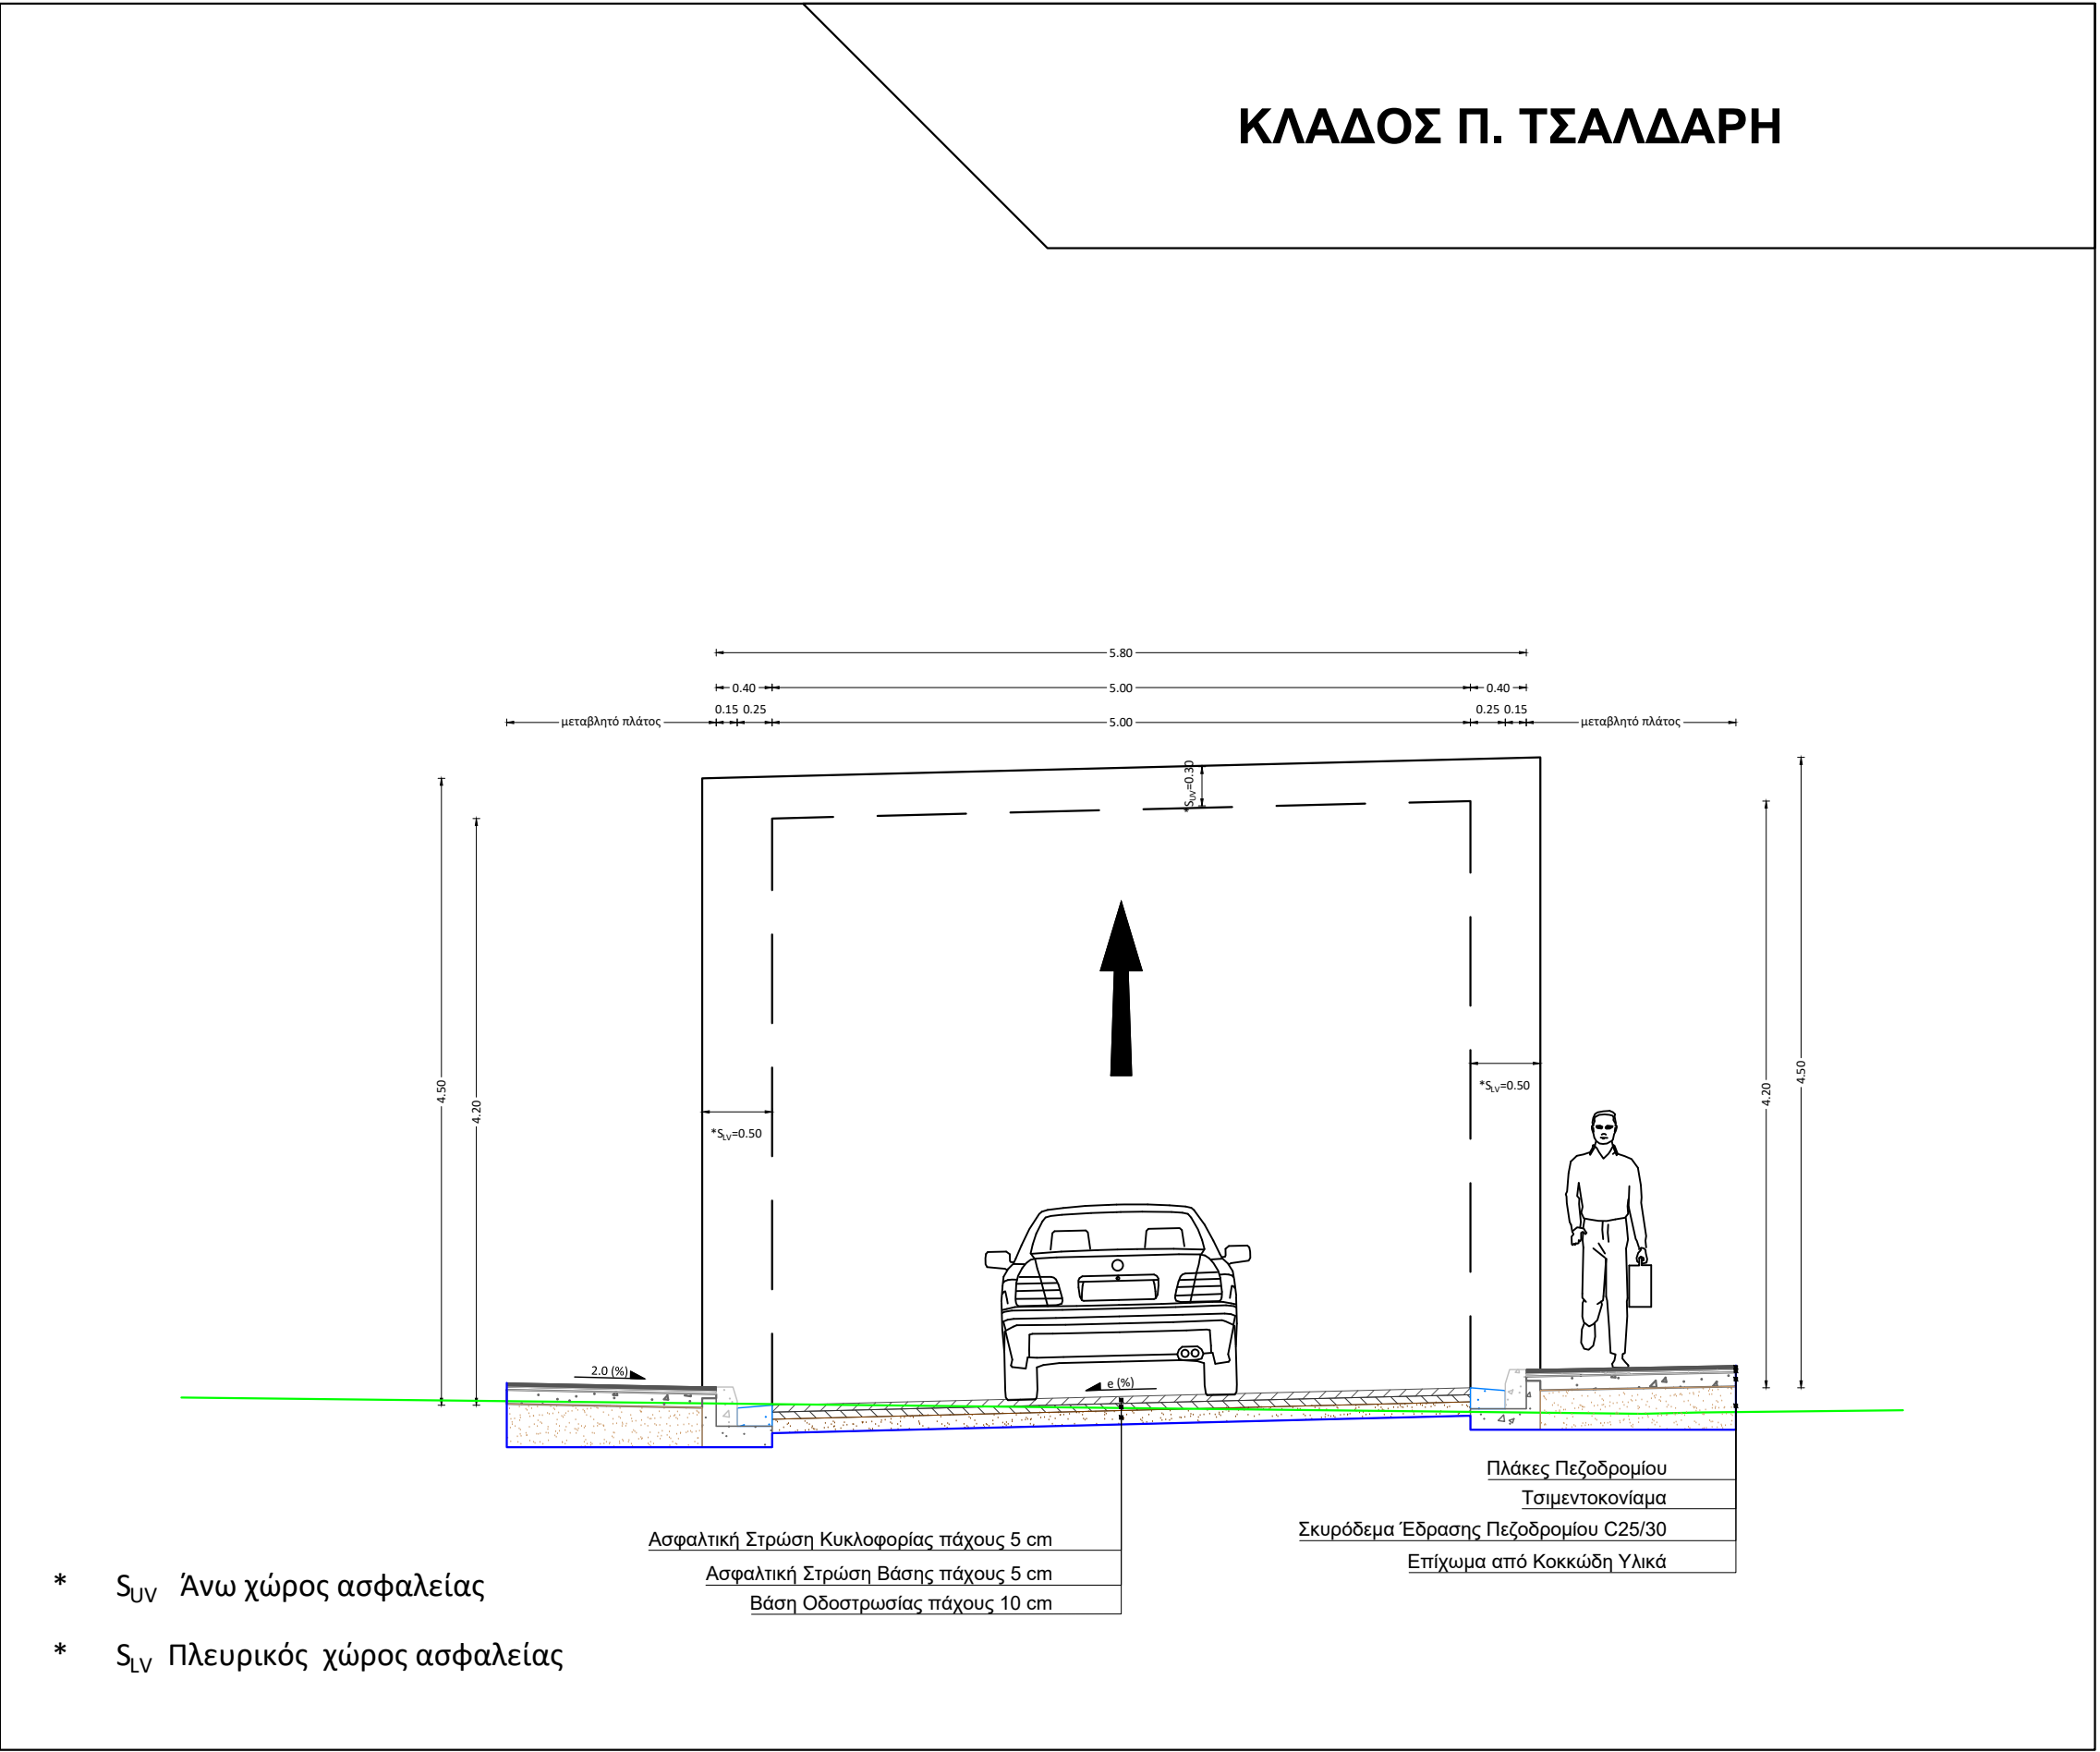 ΚΛΑΔΟΣ Π. ΤΣΑΛΔΑΡΗ
5.80
0.40 5.00 0.40
0.15 0.25 0.25 0.15
μεταβλητό πλάτος 5.00 μεταβλητό πλάτος
*SUV=0.30
4.50
4.20
*SLV=0.50
*SLV=0.50
4.20
4.50
2.0 (%)
e (%)
Πλάκες Πεζοδρομίου
Τσιμεντοκονίαμα
Σκυρόδεμα Έδρασης Πεζοδρομίου C25/30
Επίχωμα από Κοκκώδη Υλικά
Ασφαλτική Στρώση Κυκλοφορίας πάχους 5 cm
Ασφαλτική Στρώση Βάσης πάχους 5 cm
Βάση Οδοστρωσίας πάχους 10 cm
* SUV Άνω χώρος ασφαλείας
* SLV Πλευρικός χώρος ασφαλείας